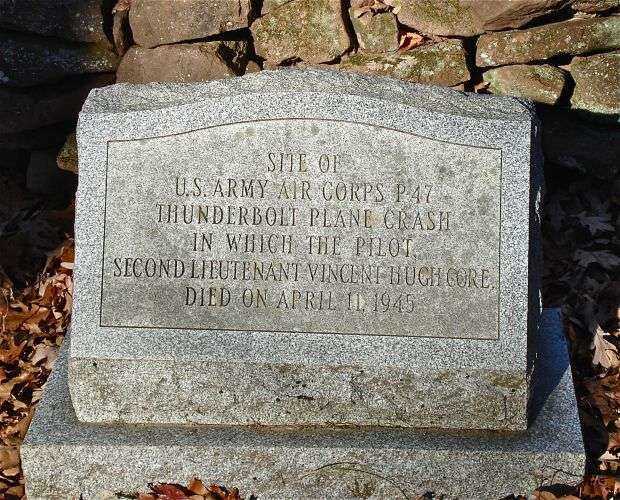 SITE OF
U.S. ARMY AIR CORPS P-47
THUNDERBOLT PLANE CRASH
IN WHICH THE PILOT,
SECOND LIEUTENANT VINCENT HUGH CORE,
DIED ON APRIL 11, 1945